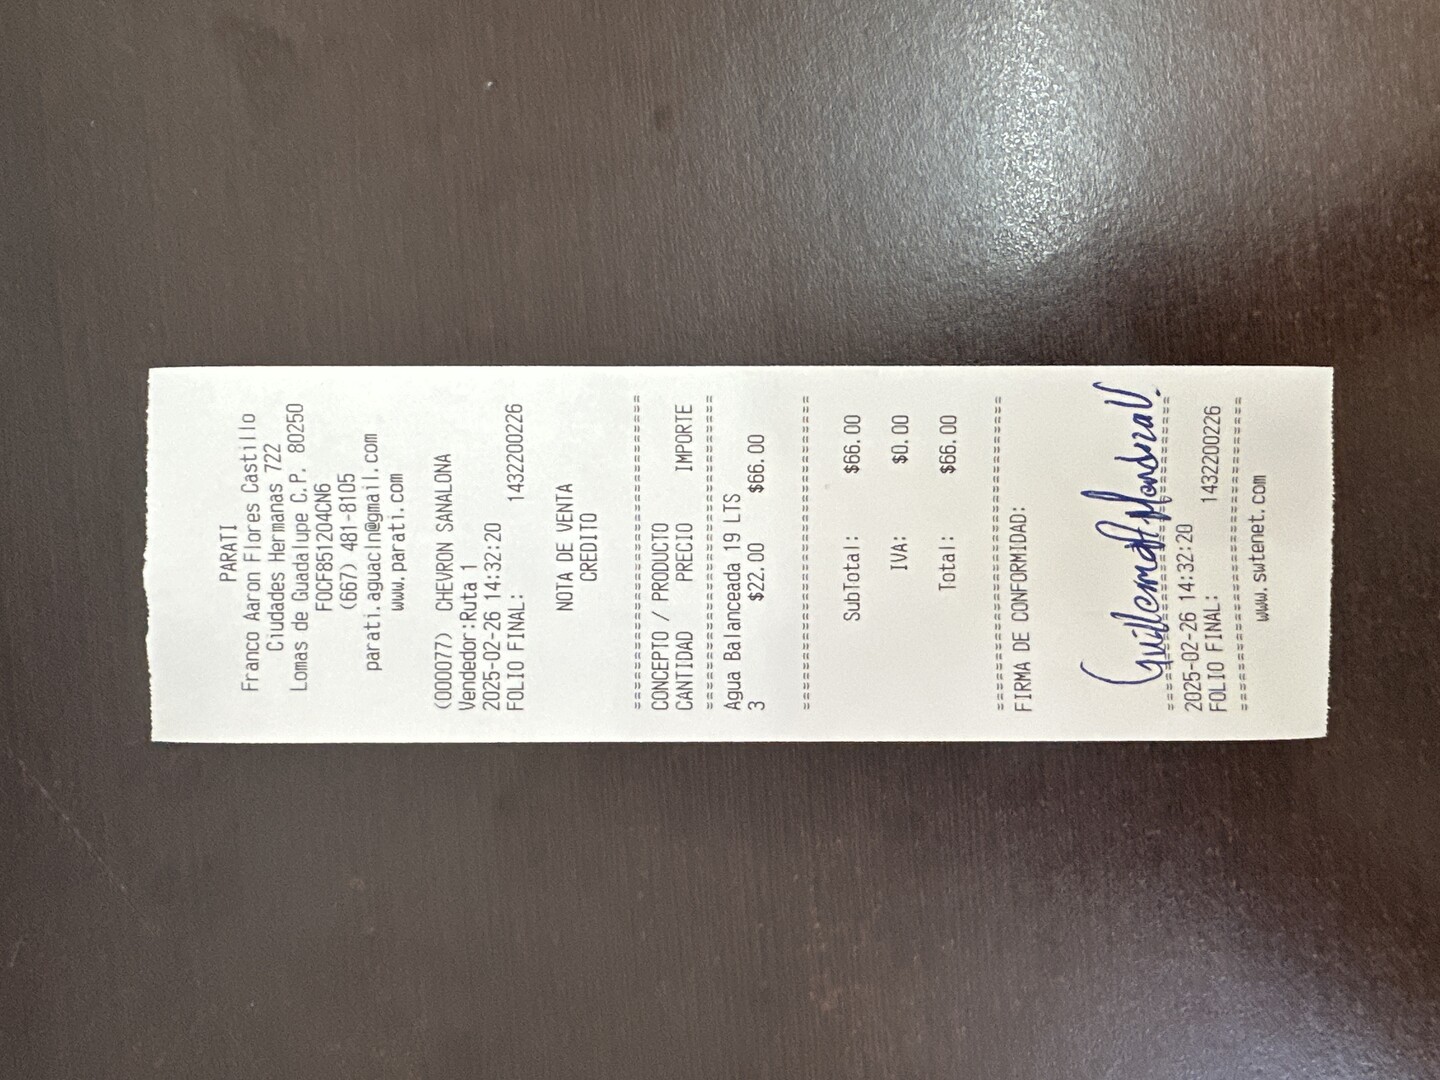 PARATI
Franco Aaron Flores Castillo
Ciudades Hermanas 722
Lomas de Guadalupe C.P. 80250
FOCF851204CN6
(667) 481-8105
parati.aguacln@gmail.com
www.parati.com
(000077) CHEVRON SANALONA
Vendedor:Ruta 1
2025-02-26 14:32:20
FOLIO FINAL: 1432200226
NOTA DE VENTA
CREDITO
CONCEPTO / PRODUCTO
CANTIDAD PRECIO IMPORTE
Agua Balanceada 19 LTS
3 $22.00 $66.00
SubTotal: $66.00
IVA: $0.00
Total: $66.00
FIRMA DE CONFORMIDAD:
2025-02-26 14:32:20
FOLIO FINAL: 1432200226
www.swtenet.com